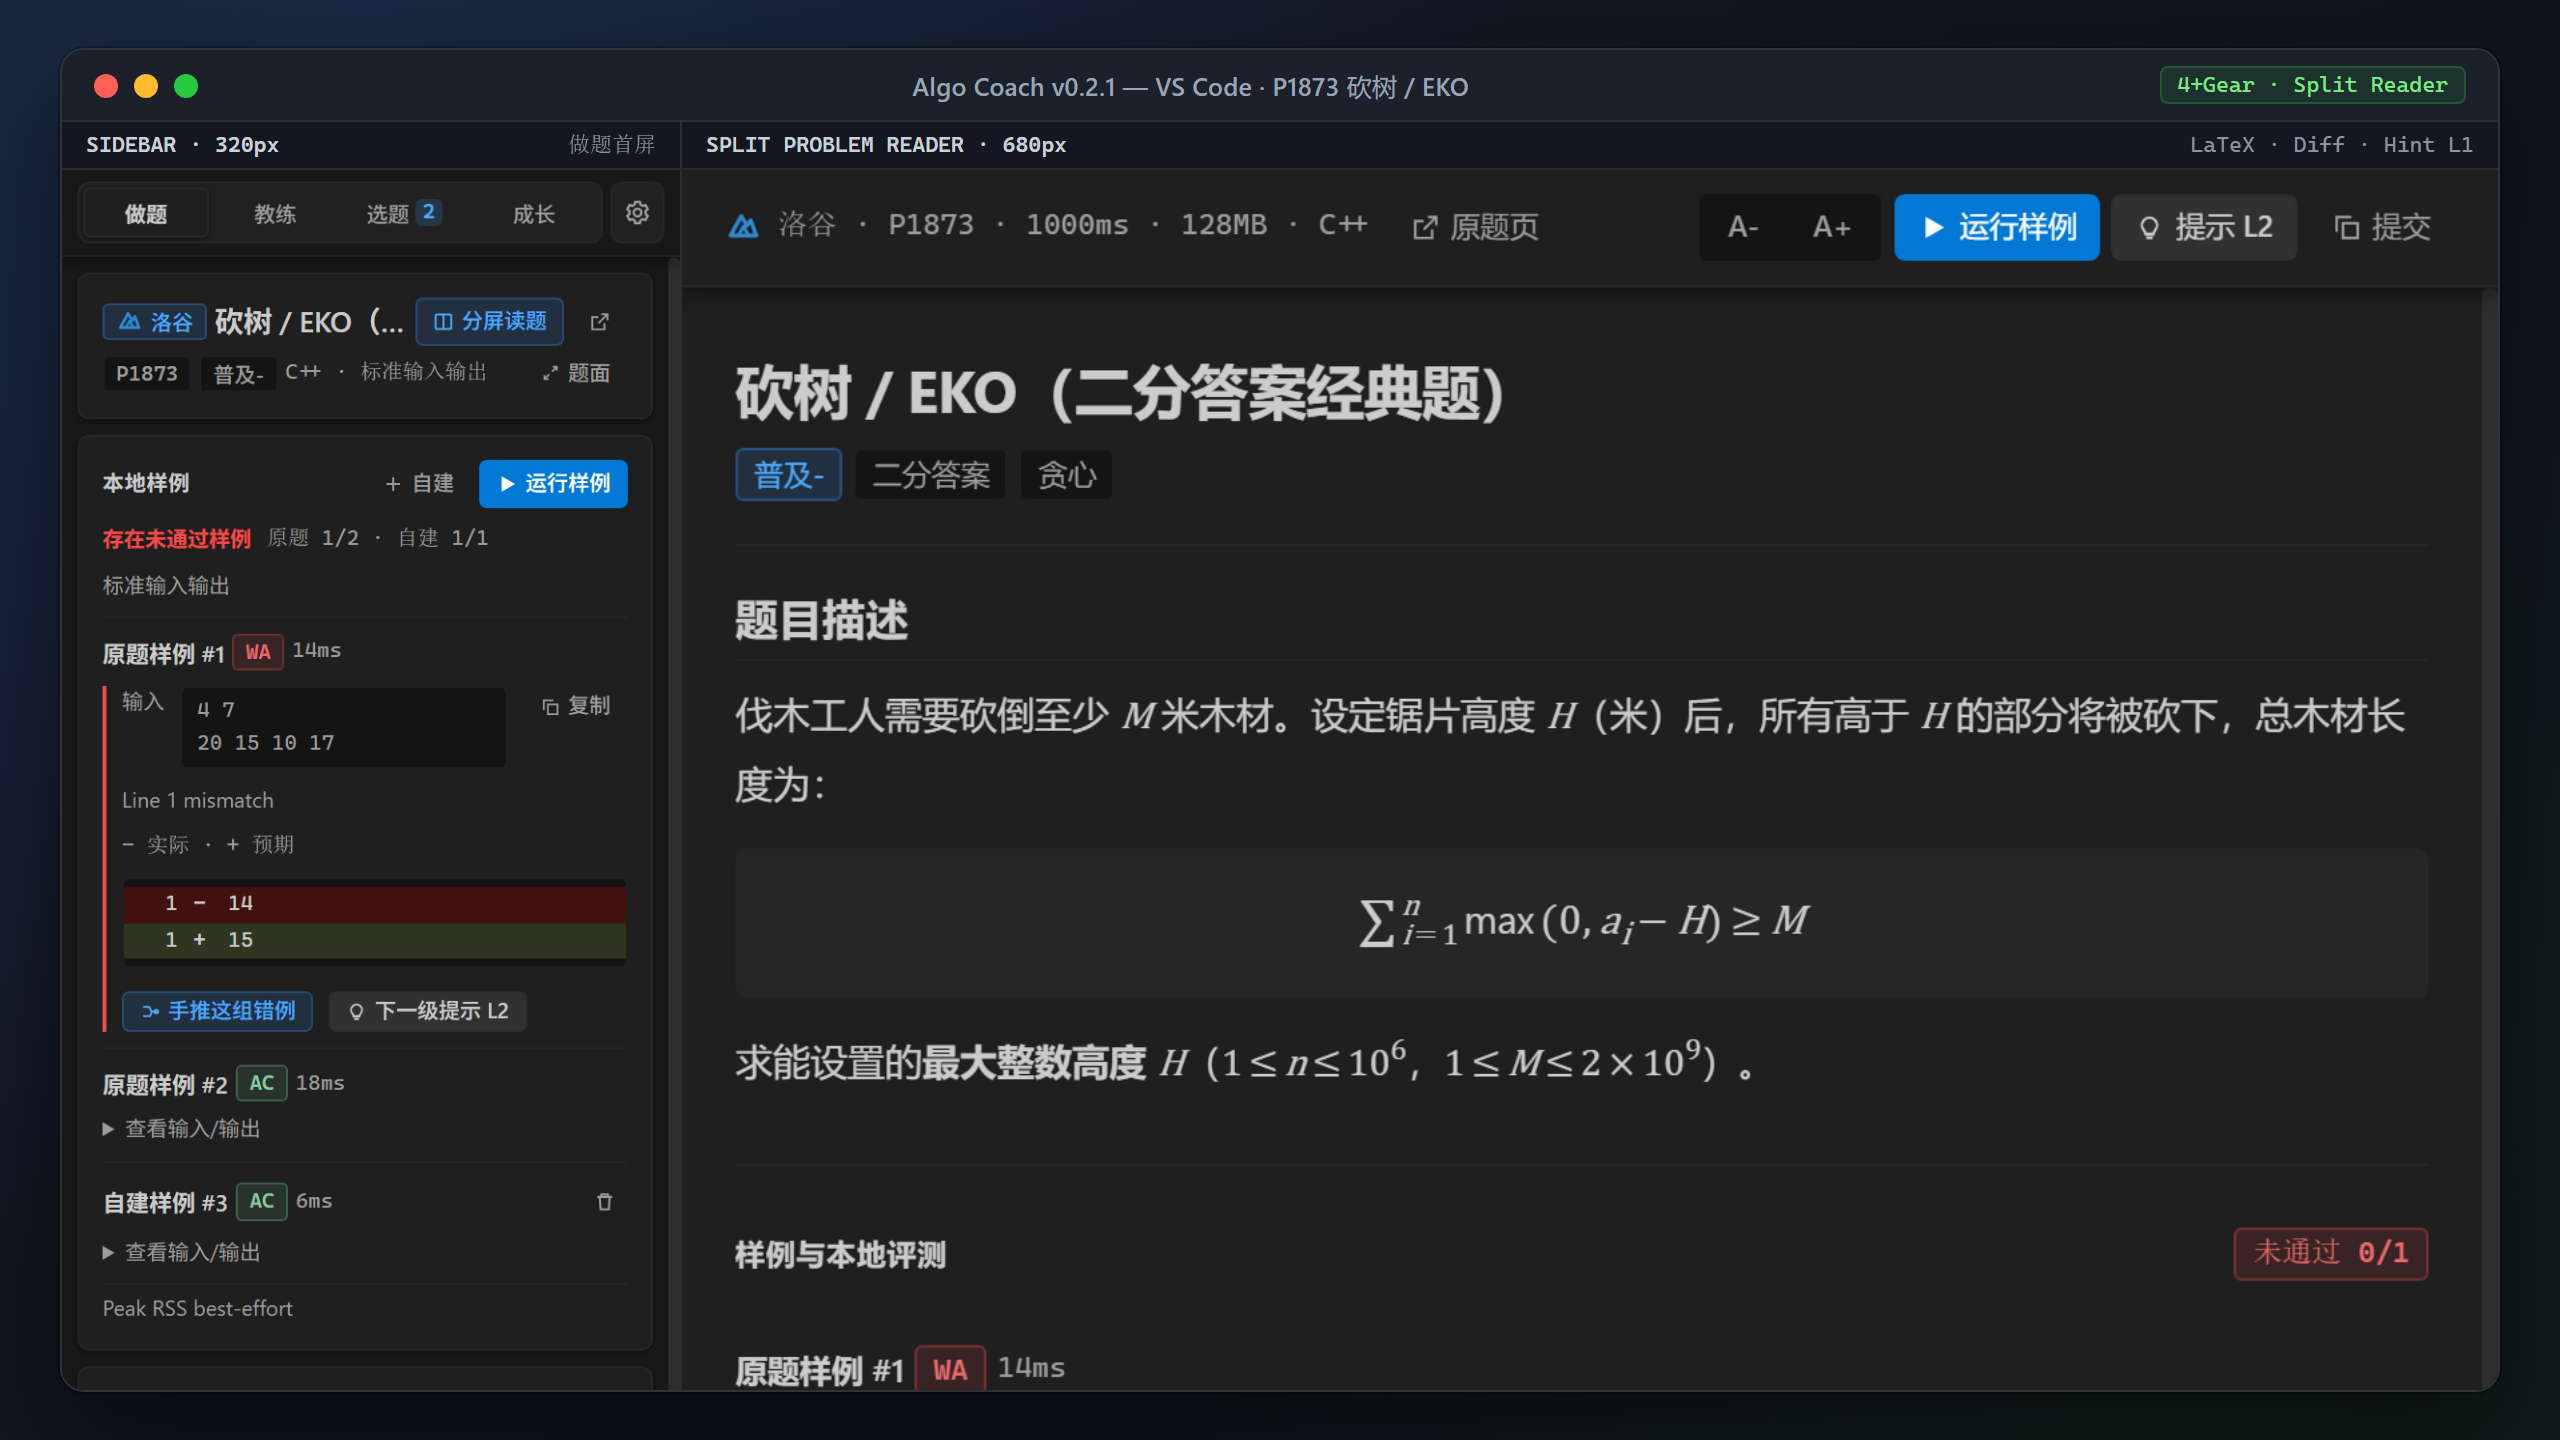 Algo Coach v0.2.1 — VS Code · P1873 砍树 / EKO
4+Gear · Split Reader
SIDEBAR · 320px
做题首屏
做题
教练
选题 2
成长
洛谷 砍树 / EKO（...
分屏读题
P1873 普及- C++ · 标准输入输出
题面
本地样例
+ 自建
运行样例
存在未通过样例 原题 1/2 · 自建 1/1
标准输入输出
原题样例 #1 WA 14ms
输入
4 7
20 15 10 17
复制
Line 1 mismatch
− 实际 · + 预期
1 − 14
1 + 15
手推这组错例
下一级提示 L2
原题样例 #2 AC 18ms
▶ 查看输入/输出
自建样例 #3 AC 6ms
▶ 查看输入/输出
Peak RSS best-effort
SPLIT PROBLEM READER · 680px
LaTeX · Diff · Hint L1
洛谷 · P1873 · 1000ms · 128MB · C++
原题页
A-
A+
运行样例
提示 L2
提交
砍树 / EKO（二分答案经典题）
普及- 二分答案 贪心
题目描述
伐木工人需要砍倒至少 M 米木材。设定锯片高度 H（米）后，所有高于 H 的部分将被砍下，总木材长
度为：
∑ⁿᵢ₌₁ max (0, aᵢ − H) ≥ M
求能设置的最大整数高度 H（1 ≤ n ≤ 10⁶，1 ≤ M ≤ 2 × 10⁹）。
样例与本地评测
未通过 0/1
原题样例 #1 WA 14ms